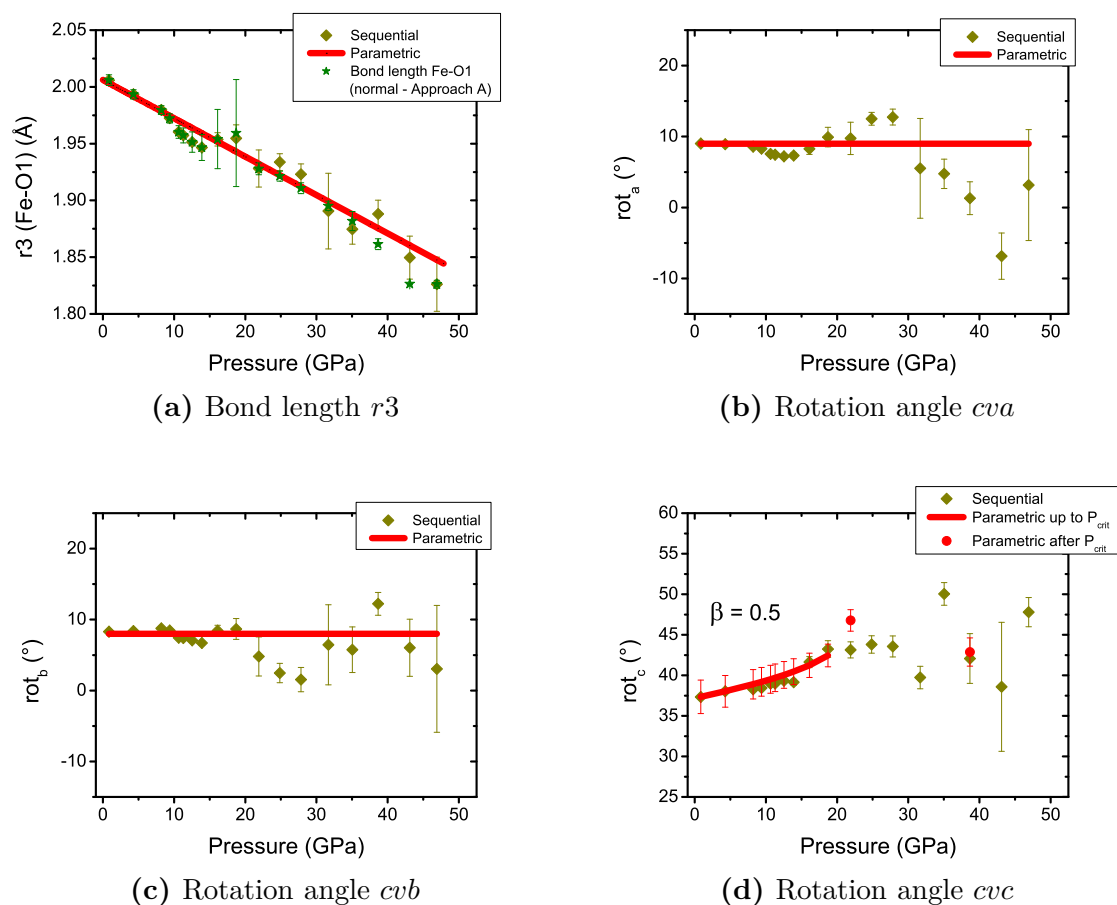 2.05
2.00
1.95
1.90
1.85
1.80
0 10 20 30 40 50
r3 (Fe-O1) (Å)
Pressure (GPa)
Sequential
Parametric
Bond length Fe-O1
(normal - Approach A)
(a) Bond length r3
20
10
0
-10
0 10 20 30 40 50
rot_a (°)
Pressure (GPa)
Sequential
Parametric
(b) Rotation angle cva
20
10
0
-10
0 10 20 30 40 50
rot_b (°)
Pressure (GPa)
Sequential
Parametric
(c) Rotation angle cvb
60
55
50
45
40
35
30
25
0 10 20 30 40 50
rot_c (°)
Pressure (GPa)
Sequential
Parametric up to P_crit
Parametric after P_crit
β = 0.5
(d) Rotation angle cvc